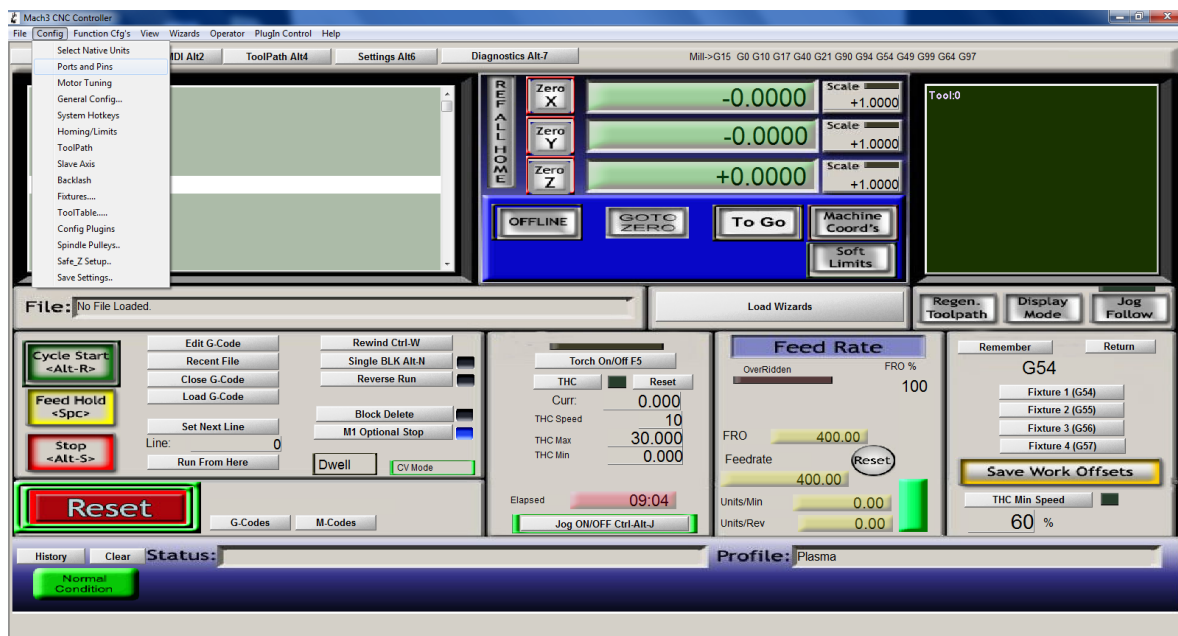 Mach3 CNC Controller
File Config Function Cfg's View Wizards Operator PlugIn Control Help
Select Native Units
Ports and Pins
Motor Tuning
General Config...
System Hotkeys
Homing/Limits
ToolPath
Slave Axis
Backlash
Fixtures....
ToolTable.....
Config Plugins
Spindle Pulleys..
Safe_Z Setup..
Save Settings..
MDI Alt2 ToolPath Alt4 Settings Alt6 Diagnostics Alt-7 Mill->G15 G0 G10 G17 G40 G21 G90 G94 G54 G49 G99 G64 G97
REF ALL HOME
Zero X -0.0000 Scale +1.0000
Zero Y -0.0000 Scale +1.0000
Zero Z +0.0000 Scale +1.0000
OFFLINE GOTO ZERO To Go Machine Coord's
Soft Limits
Tool:0
File: No File Loaded.
Load Wizards
Regen. Toolpath Display Mode Jog Follow
Cycle Start <Alt-R>
Feed Hold <Spc>
Stop <Alt-S>
Edit G-Code
Recent File
Close G-Code
Load G-Code
Set Next Line
Line: 0
Run From Here
Rewind Ctrl-W
Single BLK Alt-N
Reverse Run
Block Delete
M1 Optional Stop
Dwell CV Mode
Reset
G-Codes M-Codes
Torch On/Off F5
THC Reset
Curr: 0.000
THC Speed 10
THC Max 30.000
THC Min 0.000
Elapsed 09:04
Jog ON/OFF Ctrl-Alt-J
Feed Rate
OverRidden FRO %
100
FRO 400.00
Feedrate Reset
400.00
Units/Min 0.00
Units/Rev 0.00
Remember Return
G54
Fixture 1 (G54)
Fixture 2 (G55)
Fixture 3 (G56)
Fixture 4 (G57)
Save Work Offsets
THC Min Speed
60 %
History Clear Status:
Profile: Plasma
Normal Condition